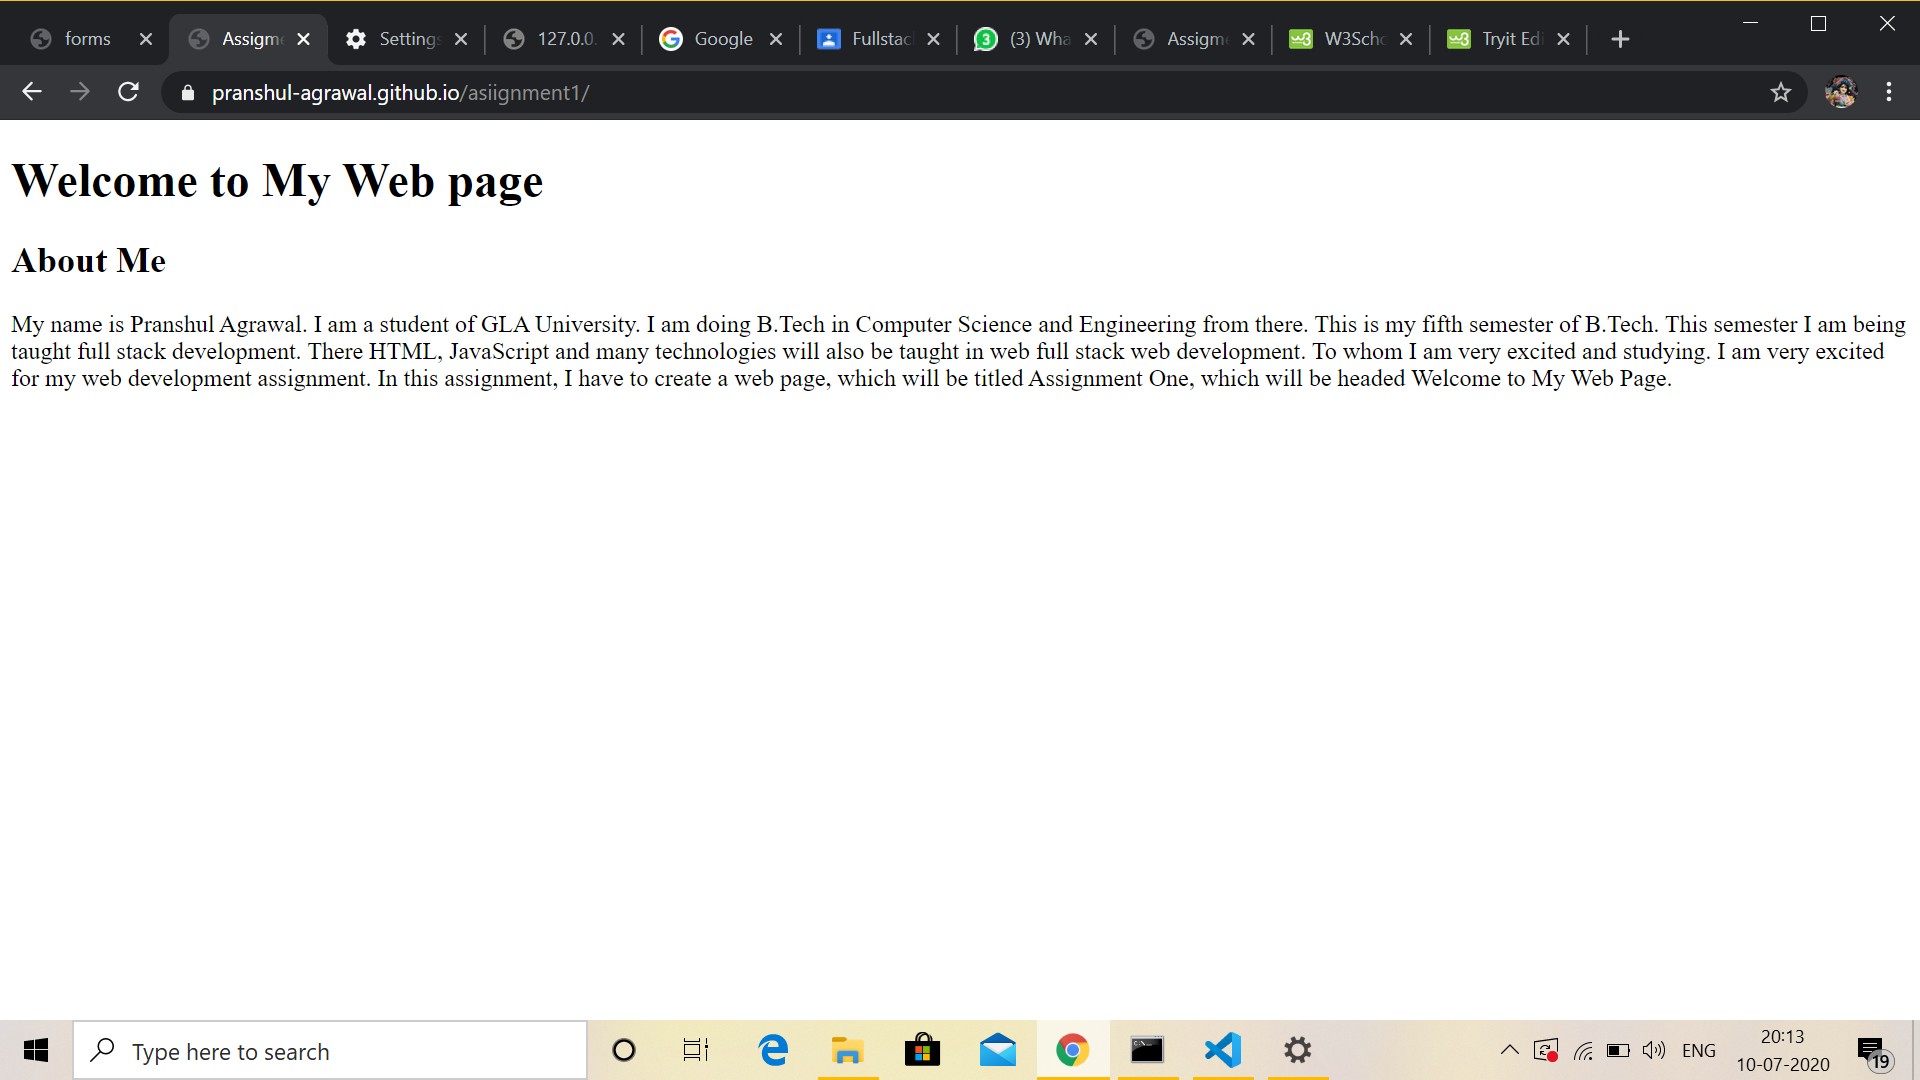 forms
Assigme
Settings
127.0.0.
Google
Fullstac
3
(3) Wha
Assigme
W3Scho
Tryit Edi
pranshul-agrawal.github.io/asiignment1/
Welcome to My Web page
About Me
My name is Pranshul Agrawal. I am a student of GLA University. I am doing B.Tech in Computer Science and Engineering from there. This is my fifth semester of B.Tech. This semester I am being
taught full stack development. There HTML, JavaScript and many technologies will also be taught in web full stack web development. To whom I am very excited and studying. I am very excited
for my web development assignment. In this assignment, I have to create a web page, which will be titled Assignment One, which will be headed Welcome to My Web Page.
Type here to search
ENG
20:13
10-07-2020
19